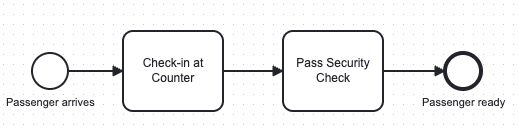 Check-in at
Counter
Pass Security
Check
Passenger arrives
Passenger ready